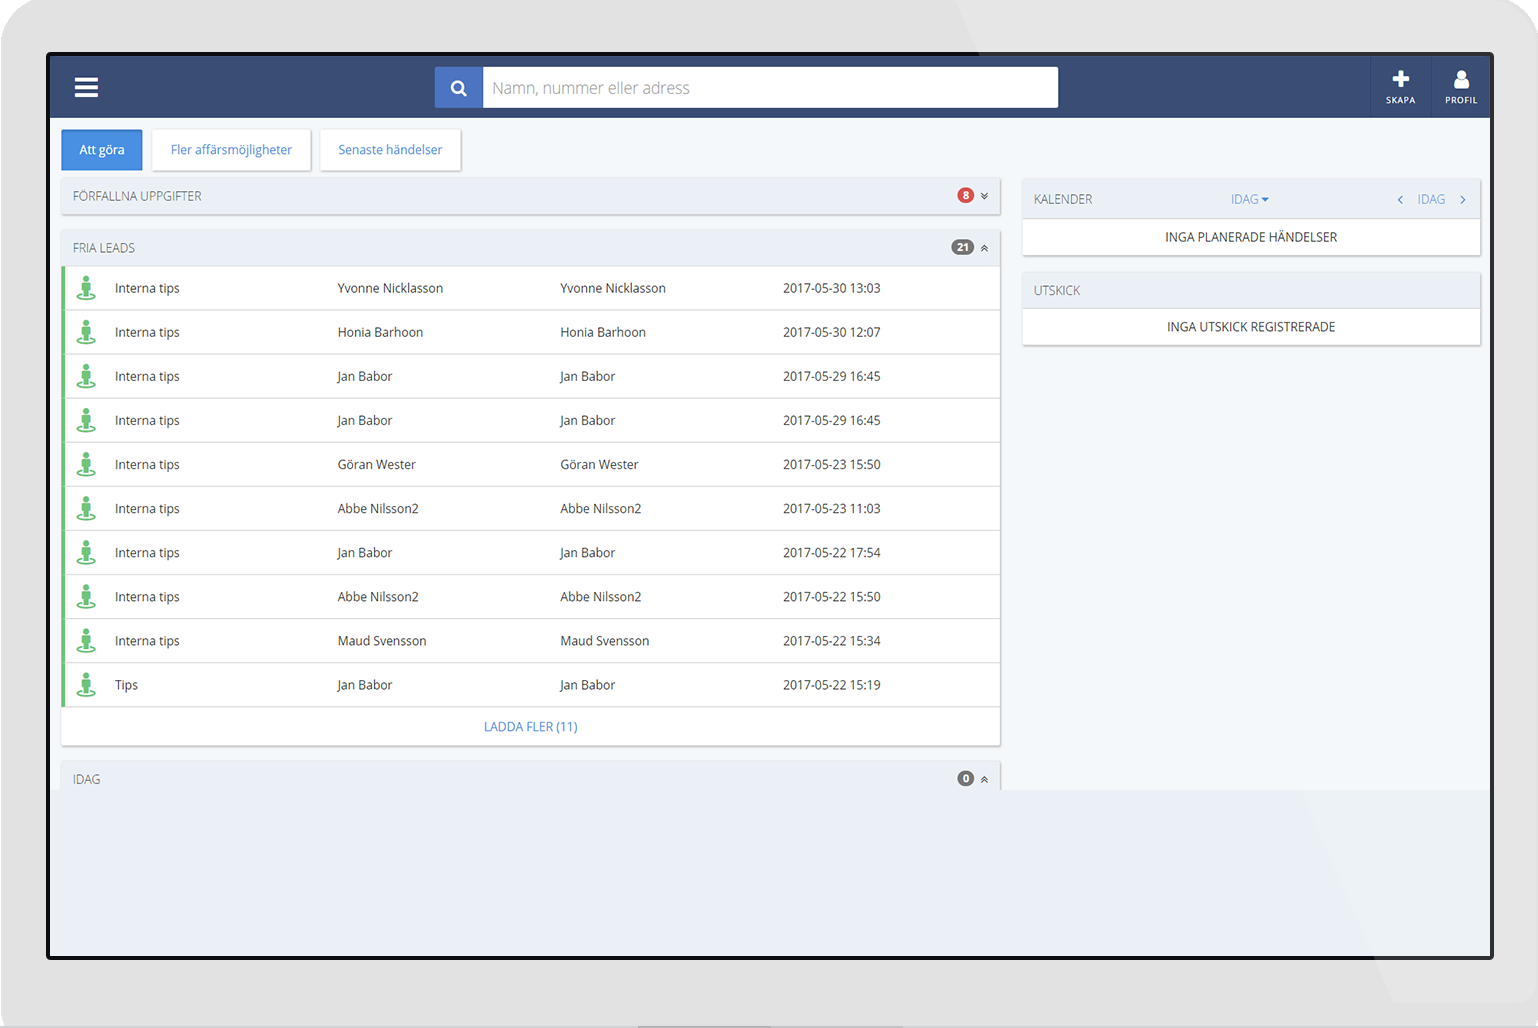 Namn, nummer eller adress
SKAPA
PROFIL
Att göra
Fler affärsmöjligheter
Senaste händelser
FÖRFALLNA UPPGIFTER 8
FRIA LEADS 21
Interna tips Yvonne Nicklasson Yvonne Nicklasson 2017-05-30 13:03
Interna tips Honia Barhoon Honia Barhoon 2017-05-30 12:07
Interna tips Jan Babor Jan Babor 2017-05-29 16:45
Interna tips Jan Babor Jan Babor 2017-05-29 16:45
Interna tips Göran Wester Göran Wester 2017-05-23 15:50
Interna tips Abbe Nilsson2 Abbe Nilsson2 2017-05-23 11:03
Interna tips Jan Babor Jan Babor 2017-05-22 17:54
Interna tips Abbe Nilsson2 Abbe Nilsson2 2017-05-22 15:50
Interna tips Maud Svensson Maud Svensson 2017-05-22 15:34
Tips Jan Babor Jan Babor 2017-05-22 15:19
LADDA FLER (11)
IDAG 0
KALENDER IDAG IDAG
INGA PLANERADE HÄNDELSER
UTSKICK
INGA UTSKICK REGISTRERADE